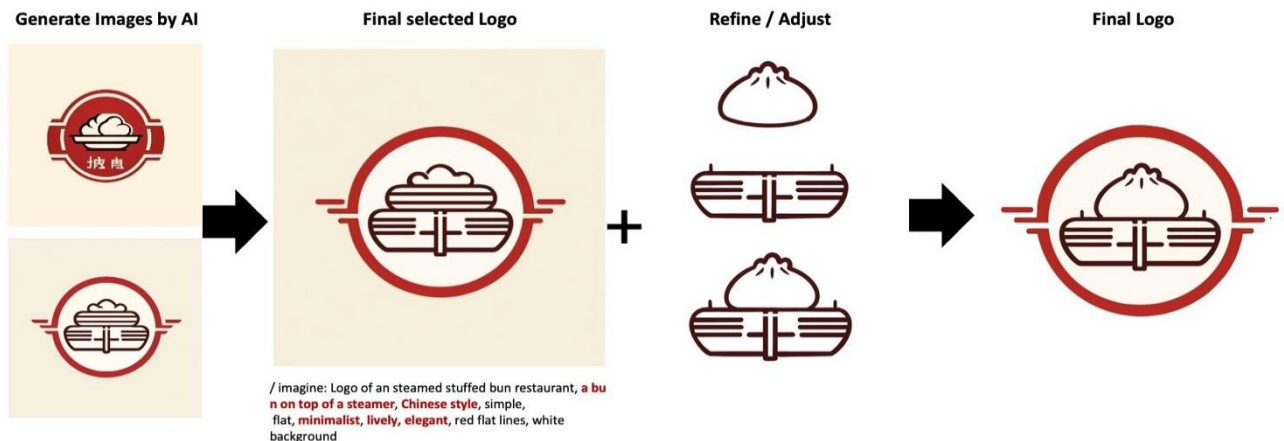 Generate Images by AI
Final selected Logo
Refine / Adjust
Final Logo
/ imagine: Logo of an steamed stuffed bun restaurant, a bu
n on top of a steamer, Chinese style, simple,
flat, minimalist, lively, elegant, red flat lines, white
background